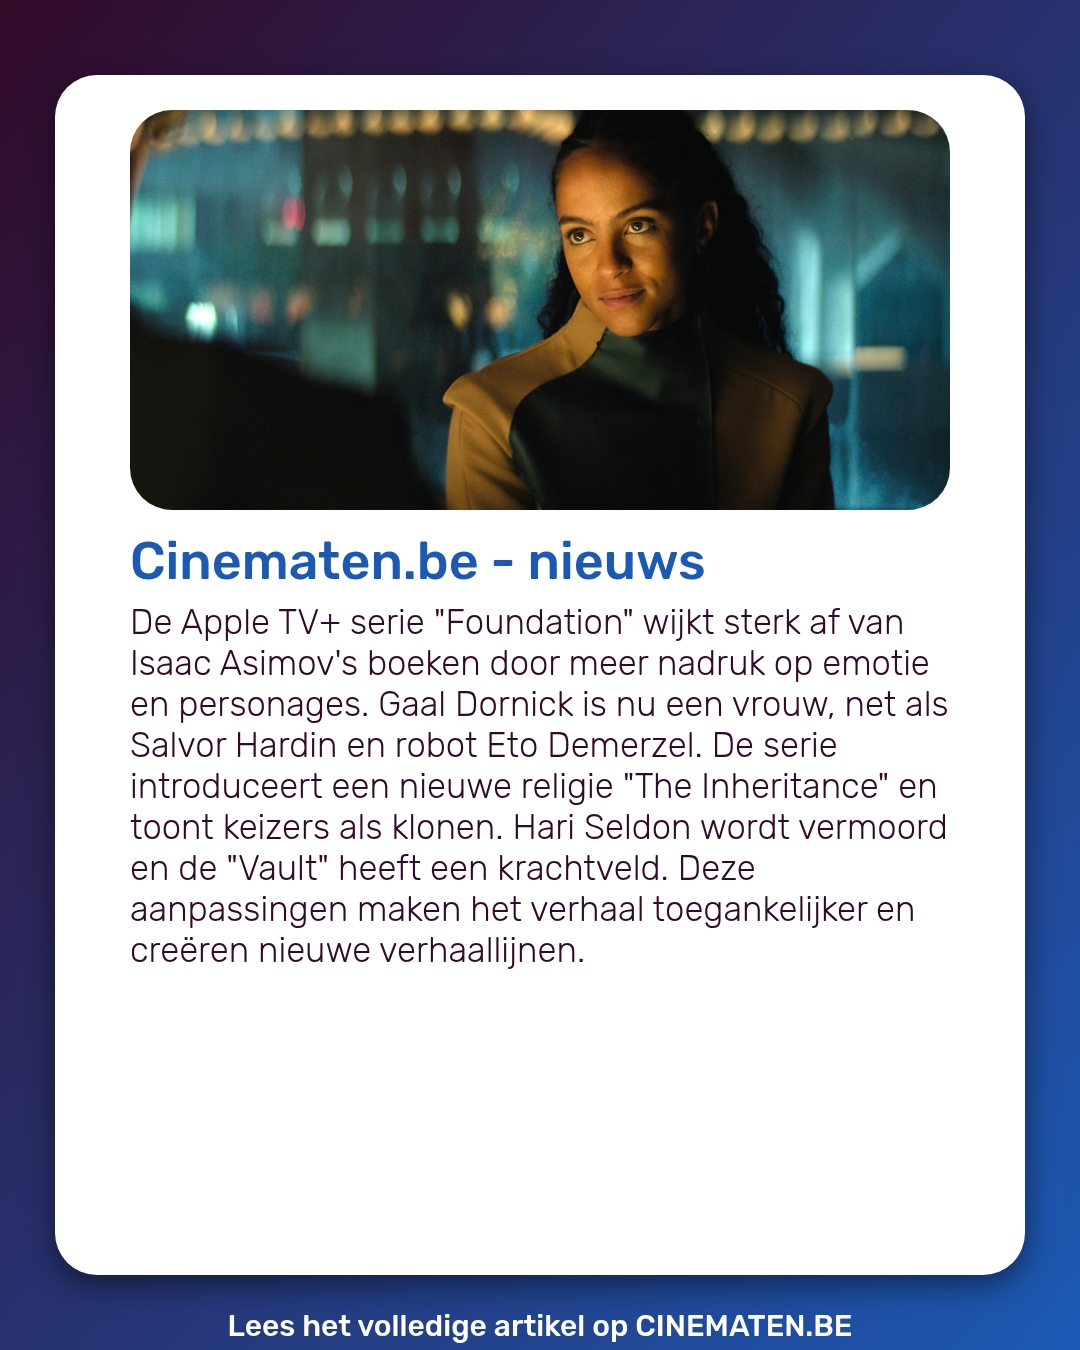 Cinematen.be - nieuws
De Apple TV+ serie "Foundation" wijkt sterk af van
Isaac Asimov's boeken door meer nadruk op emotie
en personages. Gaal Dornick is nu een vrouw, net als
Salvor Hardin en robot Eto Demerzel. De serie
introduceert een nieuwe religie "The Inheritance" en
toont keizers als klonen. Hari Seldon wordt vermoord
en de "Vault" heeft een krachtveld. Deze
aanpassingen maken het verhaal toegankelijker en
creëren nieuwe verhaallijnen.
Lees het volledige artikel op CINEMATEN.BE